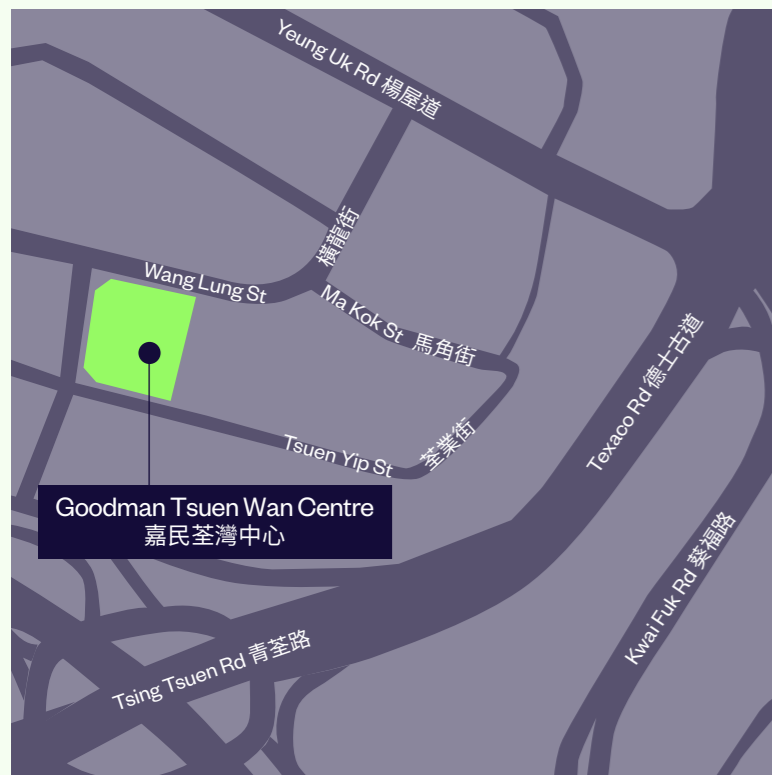 Yeung Uk Rd 楊屋道
橫龍街
Wang Lung St
Ma Kok St 馬角街
Texaco Rd 德士古道
Tsuen Yip St 荃業街
Goodman Tsuen Wan Centre
嘉民荃灣中心
Kwai Fuk Rd 葵福路
Tsing Tsuen Rd 青荃路